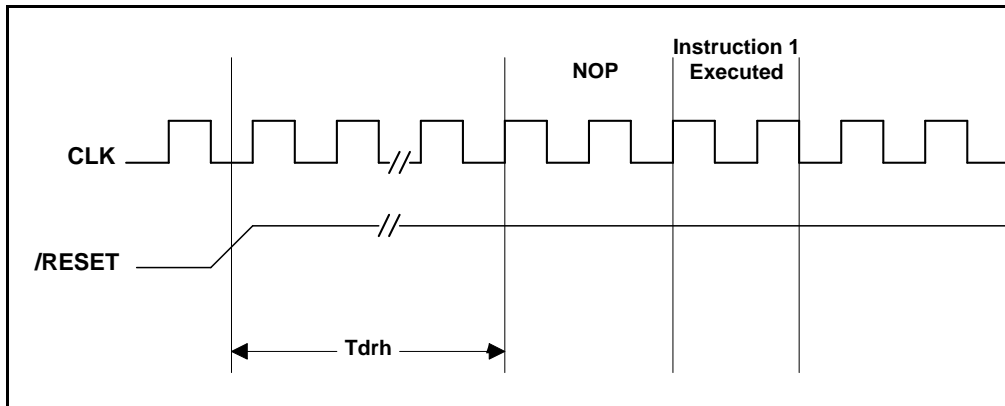 Instruction 1
NOP
Executed
CLK
/RESET
Tdrh